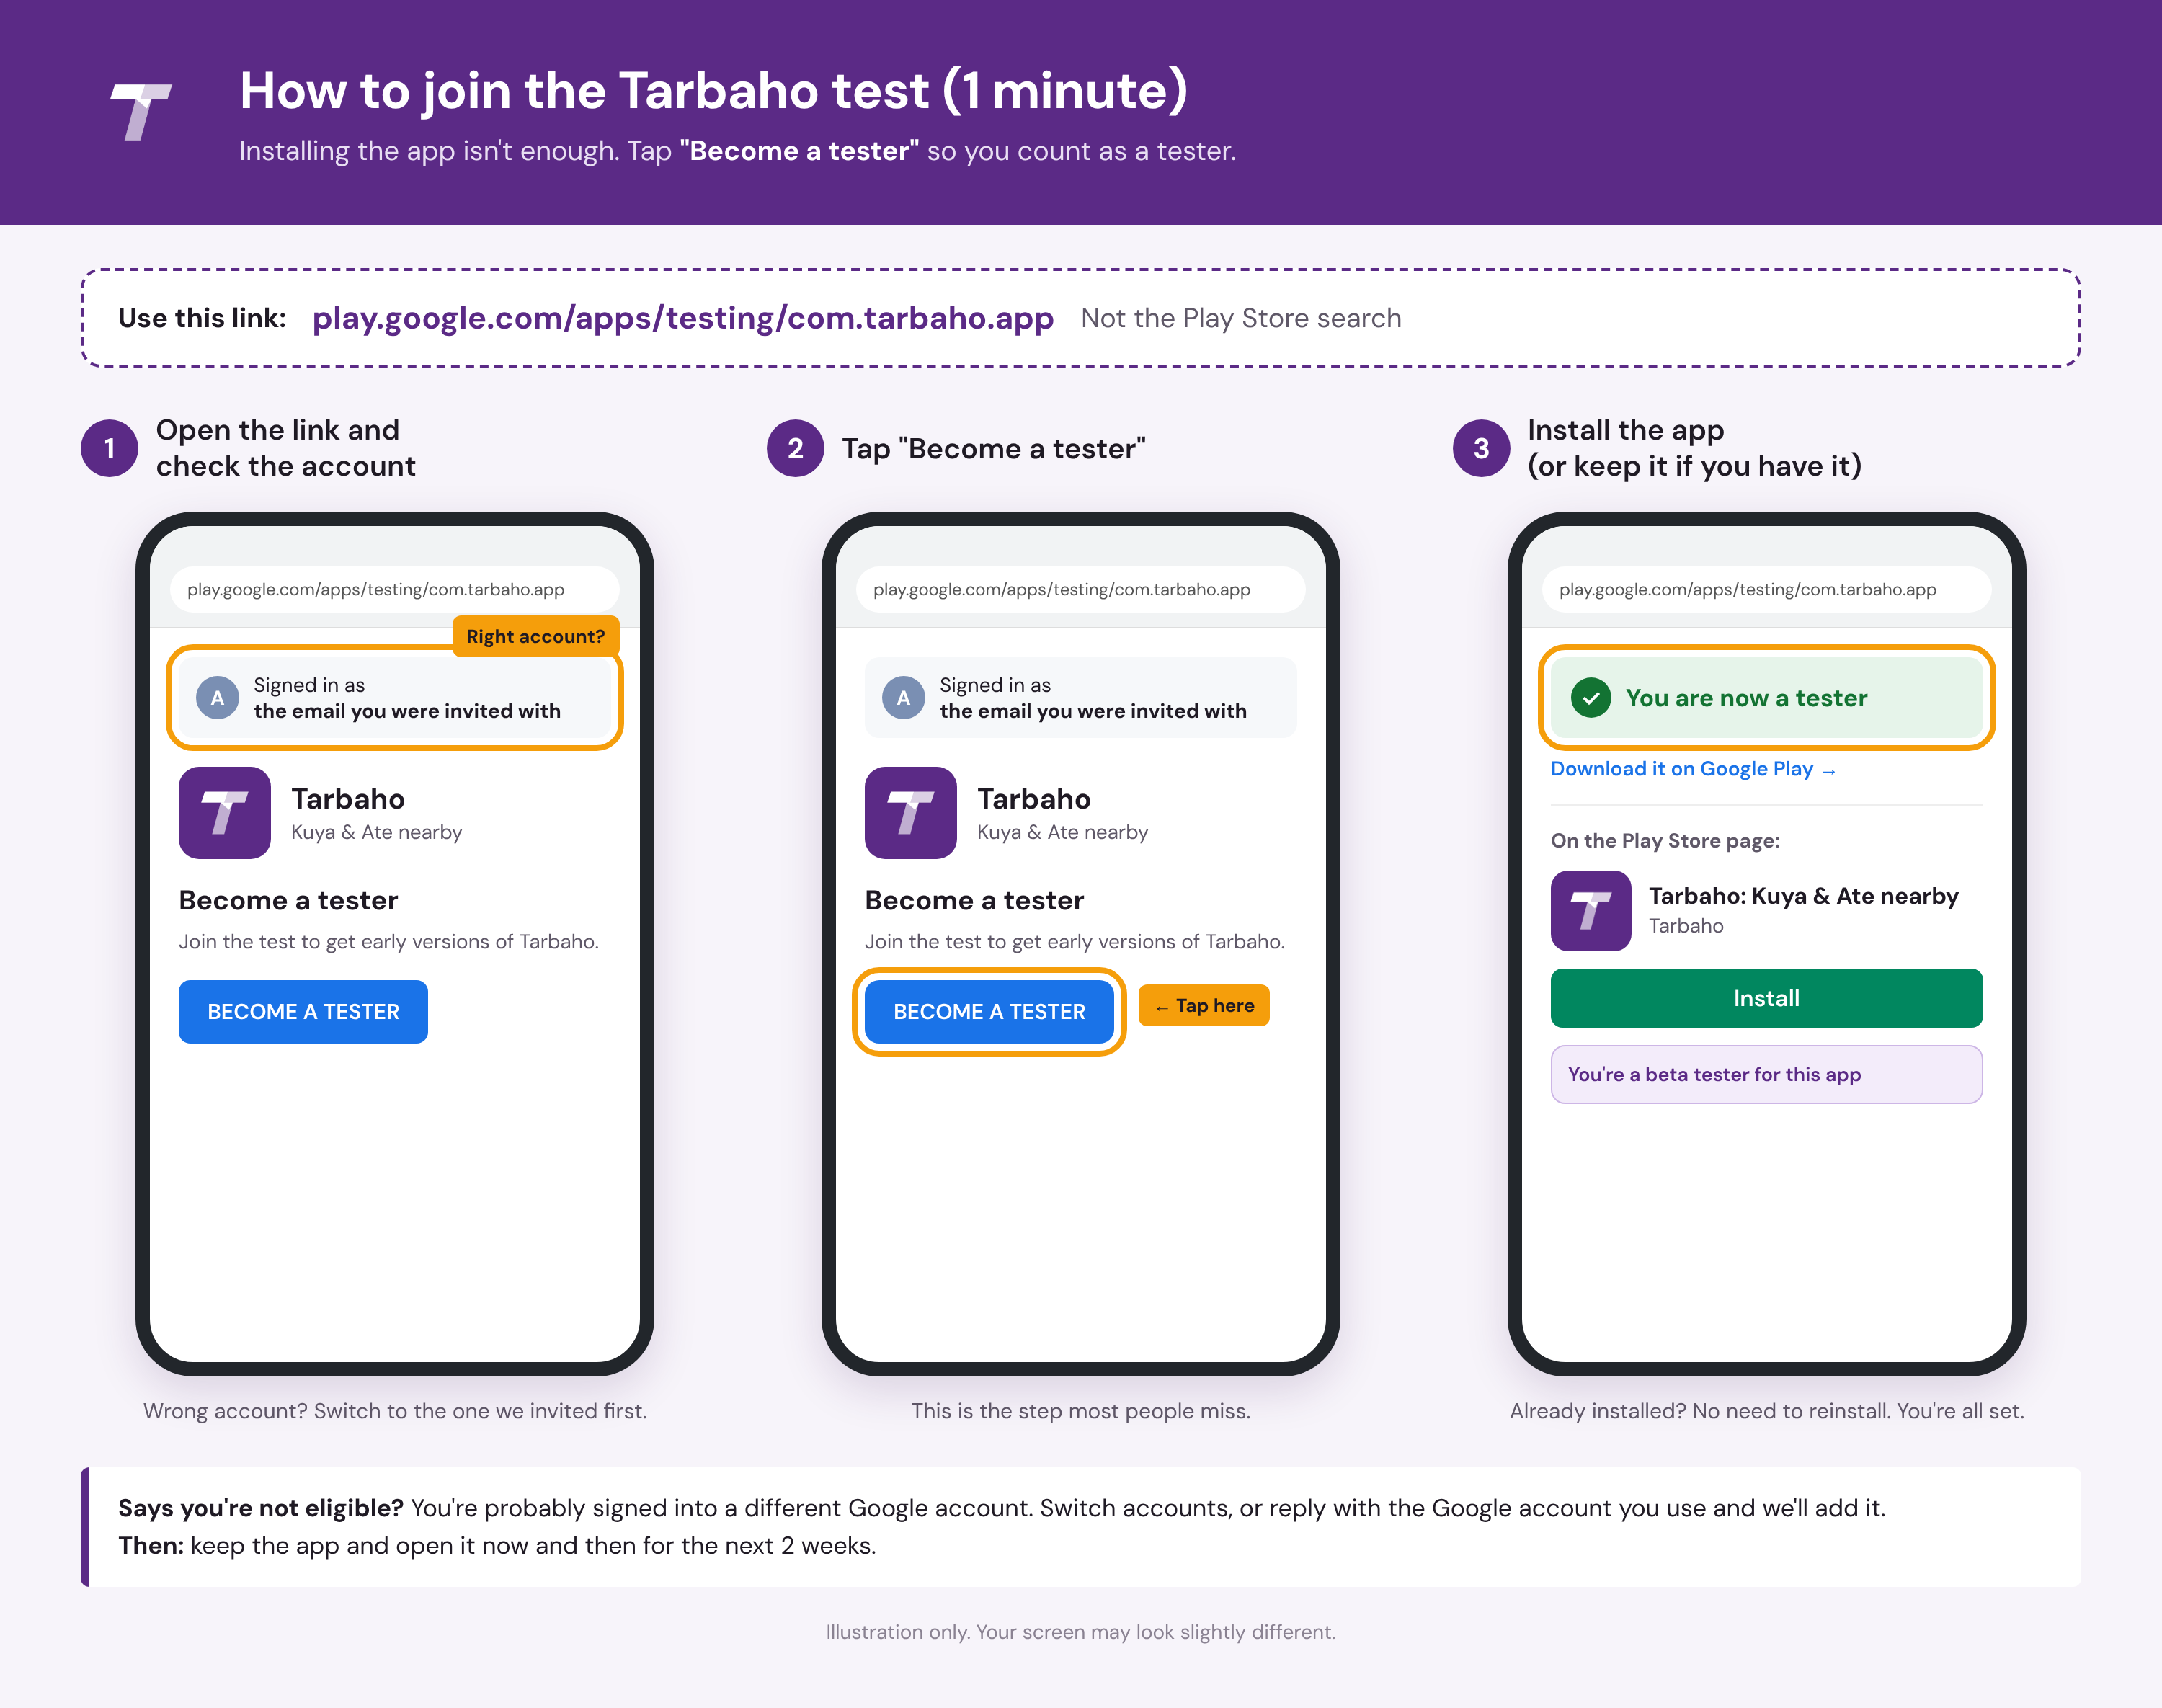 How to join the Tarbaho test (1 minute)
Installing the app isn't enough. Tap "Become a tester" so you count as a tester.
Use this link: play.google.com/apps/testing/com.tarbaho.app Not the Play Store search
1 Open the link and
check the account
play.google.com/apps/testing/com.tarbaho.app
Right account?
A
Signed in as
the email you were invited with
T
Tarbaho
Kuya & Ate nearby
Become a tester
Join the test to get early versions of Tarbaho.
BECOME A TESTER
Wrong account? Switch to the one we invited first.
2 Tap "Become a tester"
play.google.com/apps/testing/com.tarbaho.app
A
Signed in as
the email you were invited with
T
Tarbaho
Kuya & Ate nearby
Become a tester
Join the test to get early versions of Tarbaho.
BECOME A TESTER
← Tap here
This is the step most people miss.
3 Install the app
(or keep it if you have it)
play.google.com/apps/testing/com.tarbaho.app
You are now a tester
Download it on Google Play →
On the Play Store page:
T
Tarbaho: Kuya & Ate nearby
Tarbaho
Install
You're a beta tester for this app
Already installed? No need to reinstall. You're all set.
Says you're not eligible? You're probably signed into a different Google account. Switch accounts, or reply with the Google account you use and we'll add it.
Then: keep the app and open it now and then for the next 2 weeks.
Illustration only. Your screen may look slightly different.